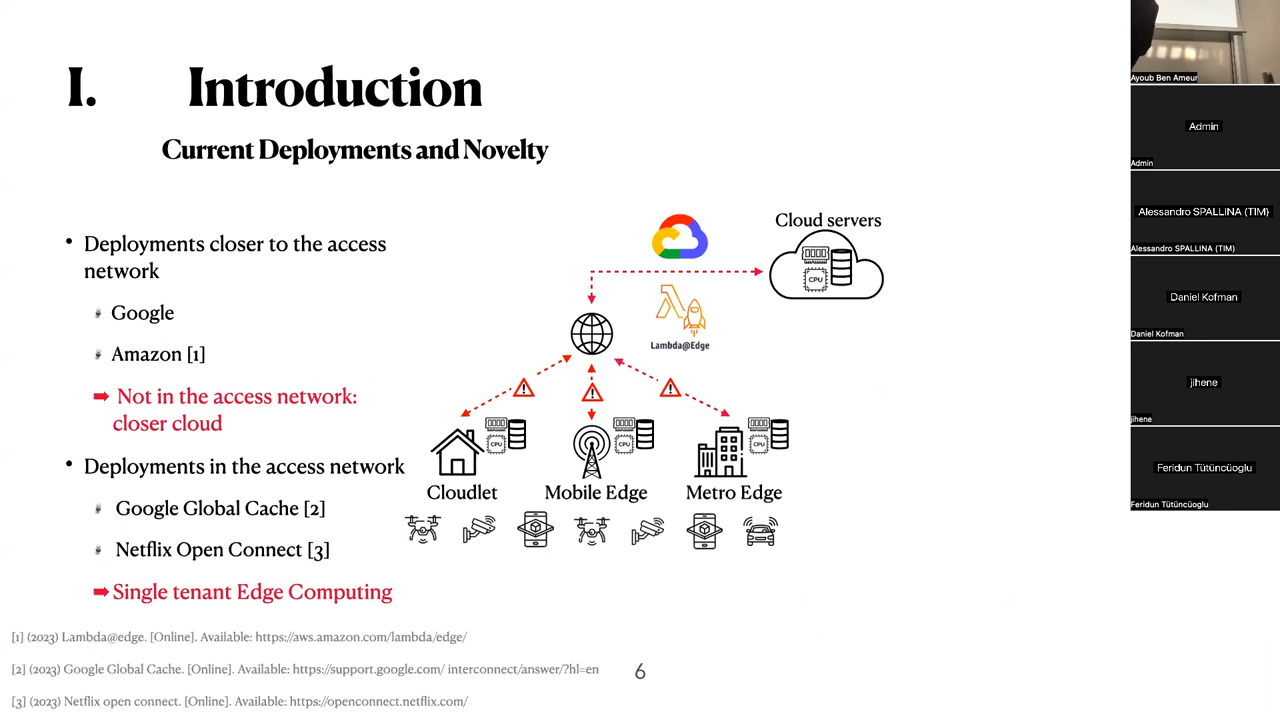 I. Introduction
Current Deployments and Novelty
• Deployments closer to the access
network
Google
Amazon [1]
➡ Not in the access network:
closer cloud
• Deployments in the access network
Google Global Cache [2]
Netflix Open Connect [3]
➡ Single tenant Edge Computing
Cloud servers
CPU
Lambda@Edge
CPU
CPU
CPU
Cloudlet
Mobile Edge
Metro Edge
[1] (2023) Lambda@edge. [Online]. Available: https://aws.amazon.com/lambda/edge/
[2] (2023) Google Global Cache. [Online]. Available: https://support.google.com/ interconnect/answer/?hl=en
[3] (2023) Netflix open connect. [Online]. Available: https://openconnect.netflix.com/
6
Ayoub Ben Ameur
Admin
Admin
Alessandro SPALLINA (TIM)
Alessandro SPALLINA (TIM)
Daniel Kofman
Daniel Kofman
jihene
jihene
Feridun Tütüncüoglu
Feridun Tütüncüoglu